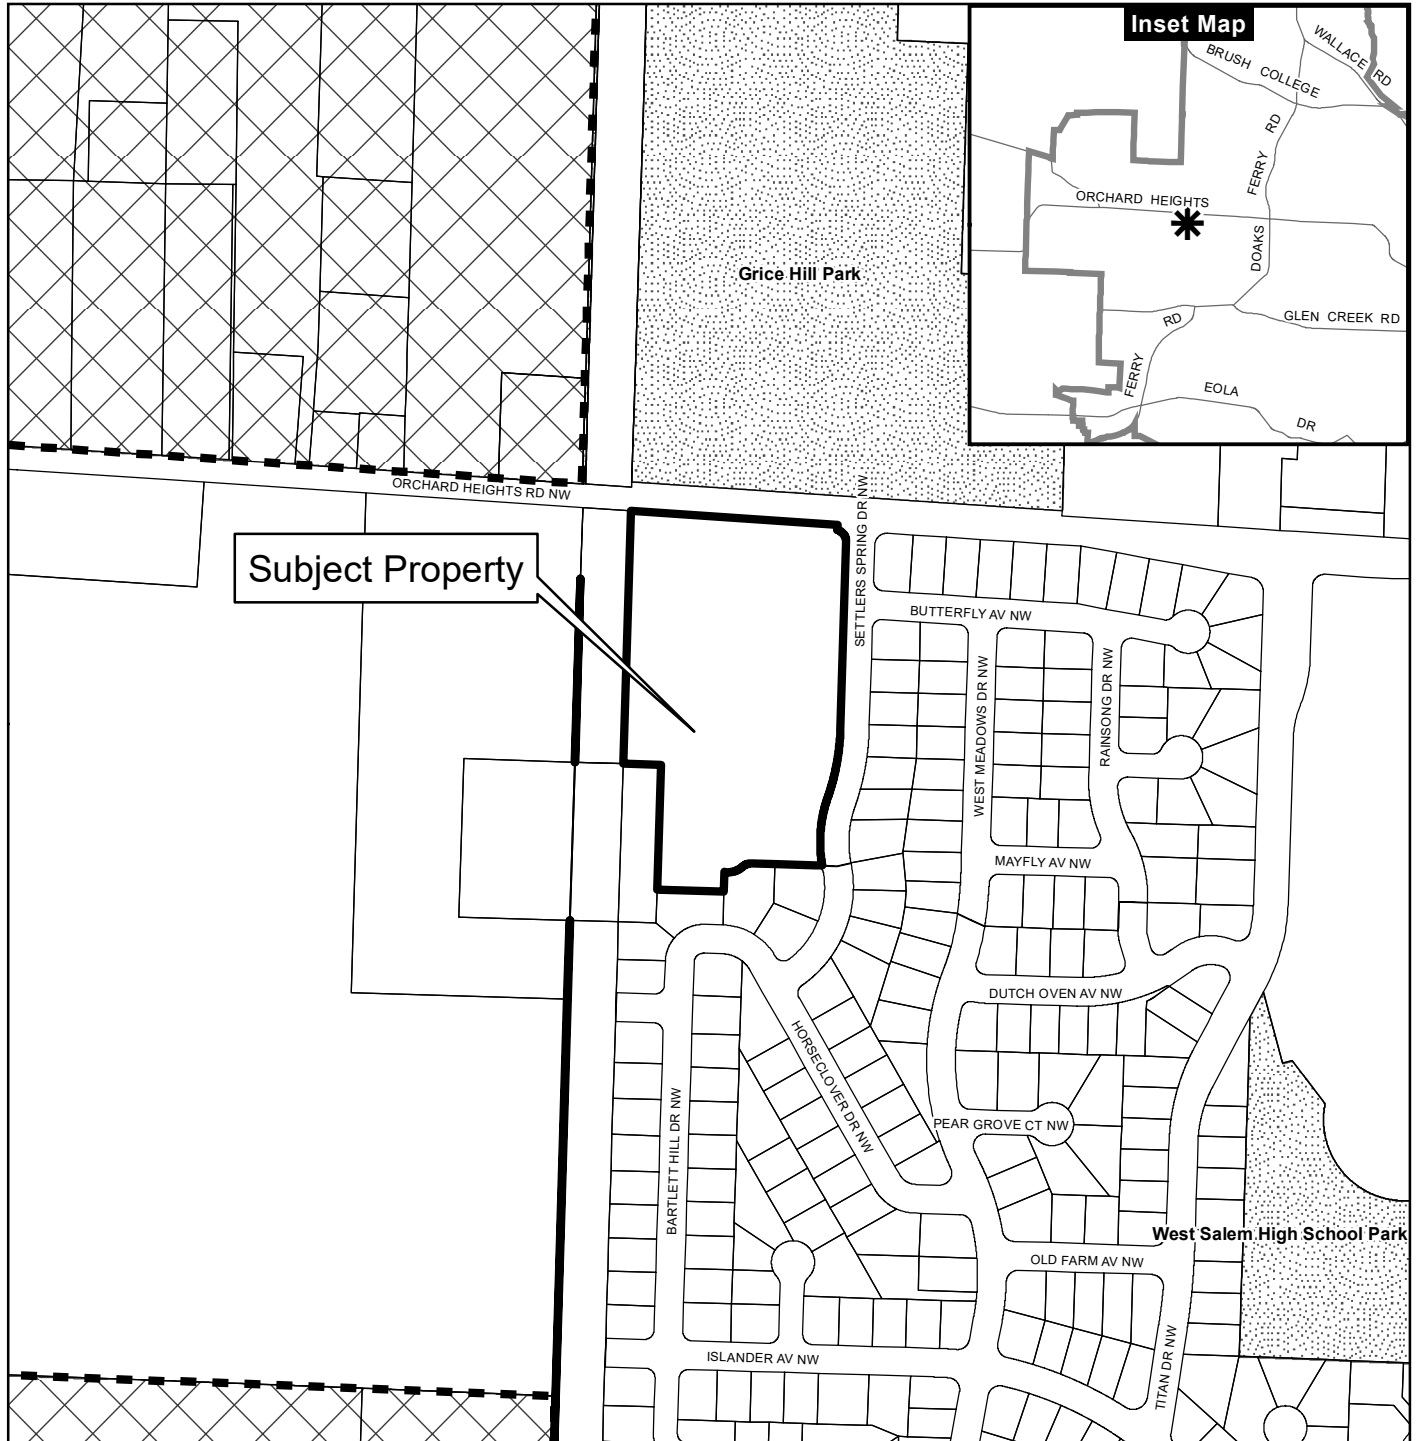 Inset Map
WALLACE RD
BRUSH COLLEGE
FERRY RD
ORCHARD HEIGHTS
DOAKS
GLEN CREEK RD
RD
FERRY
EOLA
DR
Grice Hill Park
ORCHARD HEIGHTS RD NW
SETTLERS SPRING DR NW
Subject Property
BUTTERFLY AV NW
WEST MEADOWS DR NW
RAINSONG DR NW
MAYFLY AV NW
DUTCH OVEN AV NW
HORSECLOVER DR NW
BARTLETT HILL DR NW
PEAR GROVE CT NW
West Salem High School Park
OLD FARM AV NW
ISLANDER AV NW
TITAN DR NW